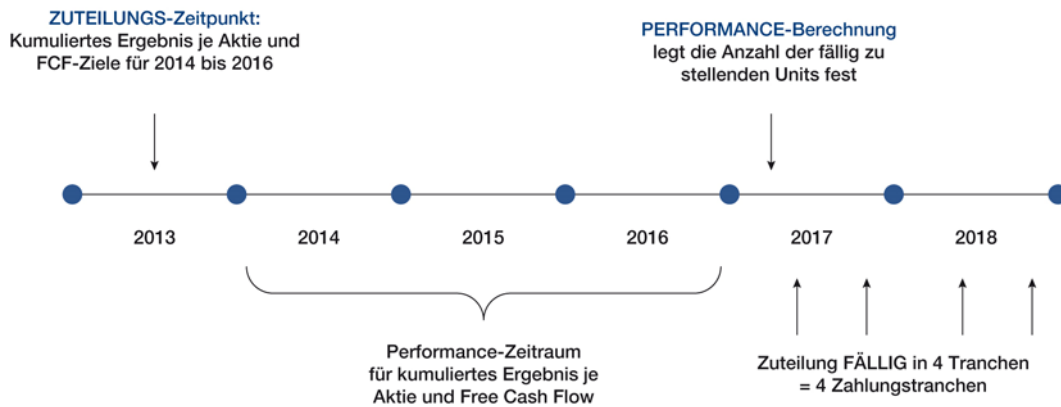 ZUTEILUNGS-Zeitpunkt:
Kumuliertes Ergebnis je Aktie und
FCF-Ziele für 2014 bis 2016
PERFORMANCE-Berechnung
legt die Anzahl der fällig zu
stellenden Units fest
2013
2014
2015
2016
2017
2018
Performance-Zeitraum
für kumuliertes Ergebnis je
Aktie und Free Cash Flow
Zuteilung FÄLLIG in 4 Tranchen
= 4 Zahlungstranchen